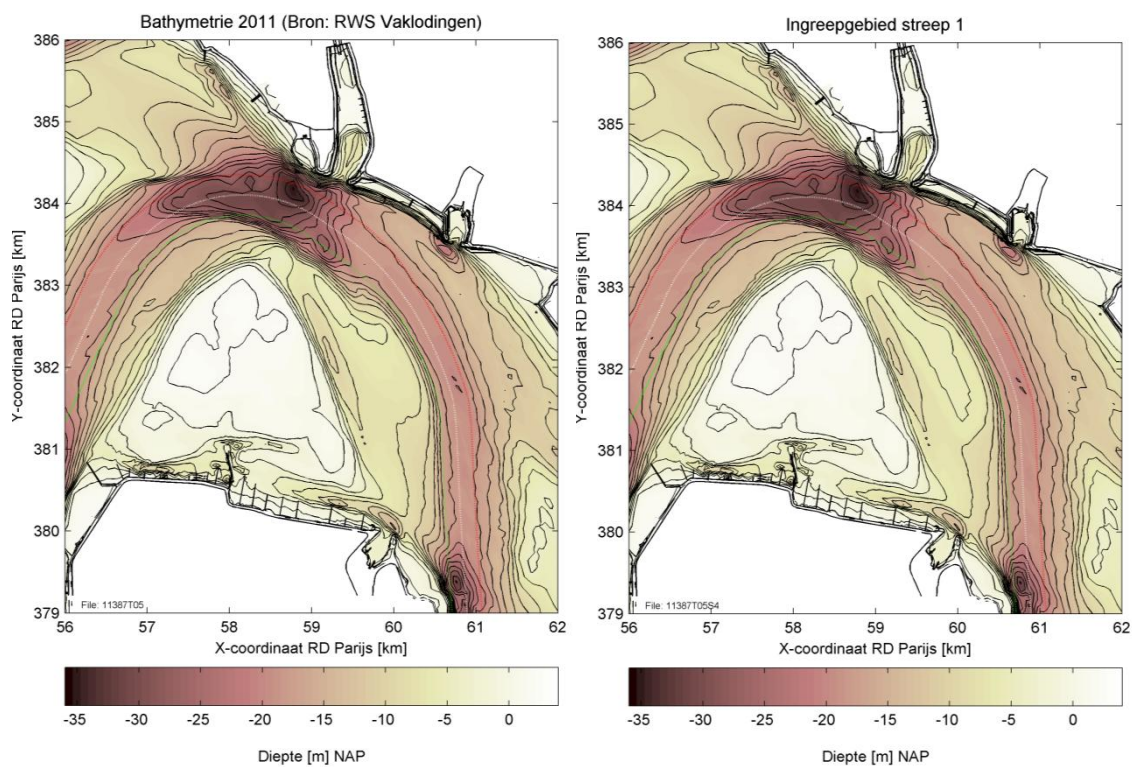 Bathymetrie 2011 (Bron: RWS Vaklodingen)
386
385
384
383
382
381
380
379
Y-coordinaat RD Parijs [km]
File: 11387T05
56 57 58 59 60 61 62
X-coordinaat RD Parijs [km]
-35 -30 -25 -20 -15 -10 -5 0
Diepte [m] NAP
Ingreepgebied streep 1
386
385
384
383
382
381
380
379
Y-coordinaat RD Parijs [km]
File: 11387T05S4
56 57 58 59 60 61 62
X-coordinaat RD Parijs [km]
-35 -30 -25 -20 -15 -10 -5 0
Diepte [m] NAP